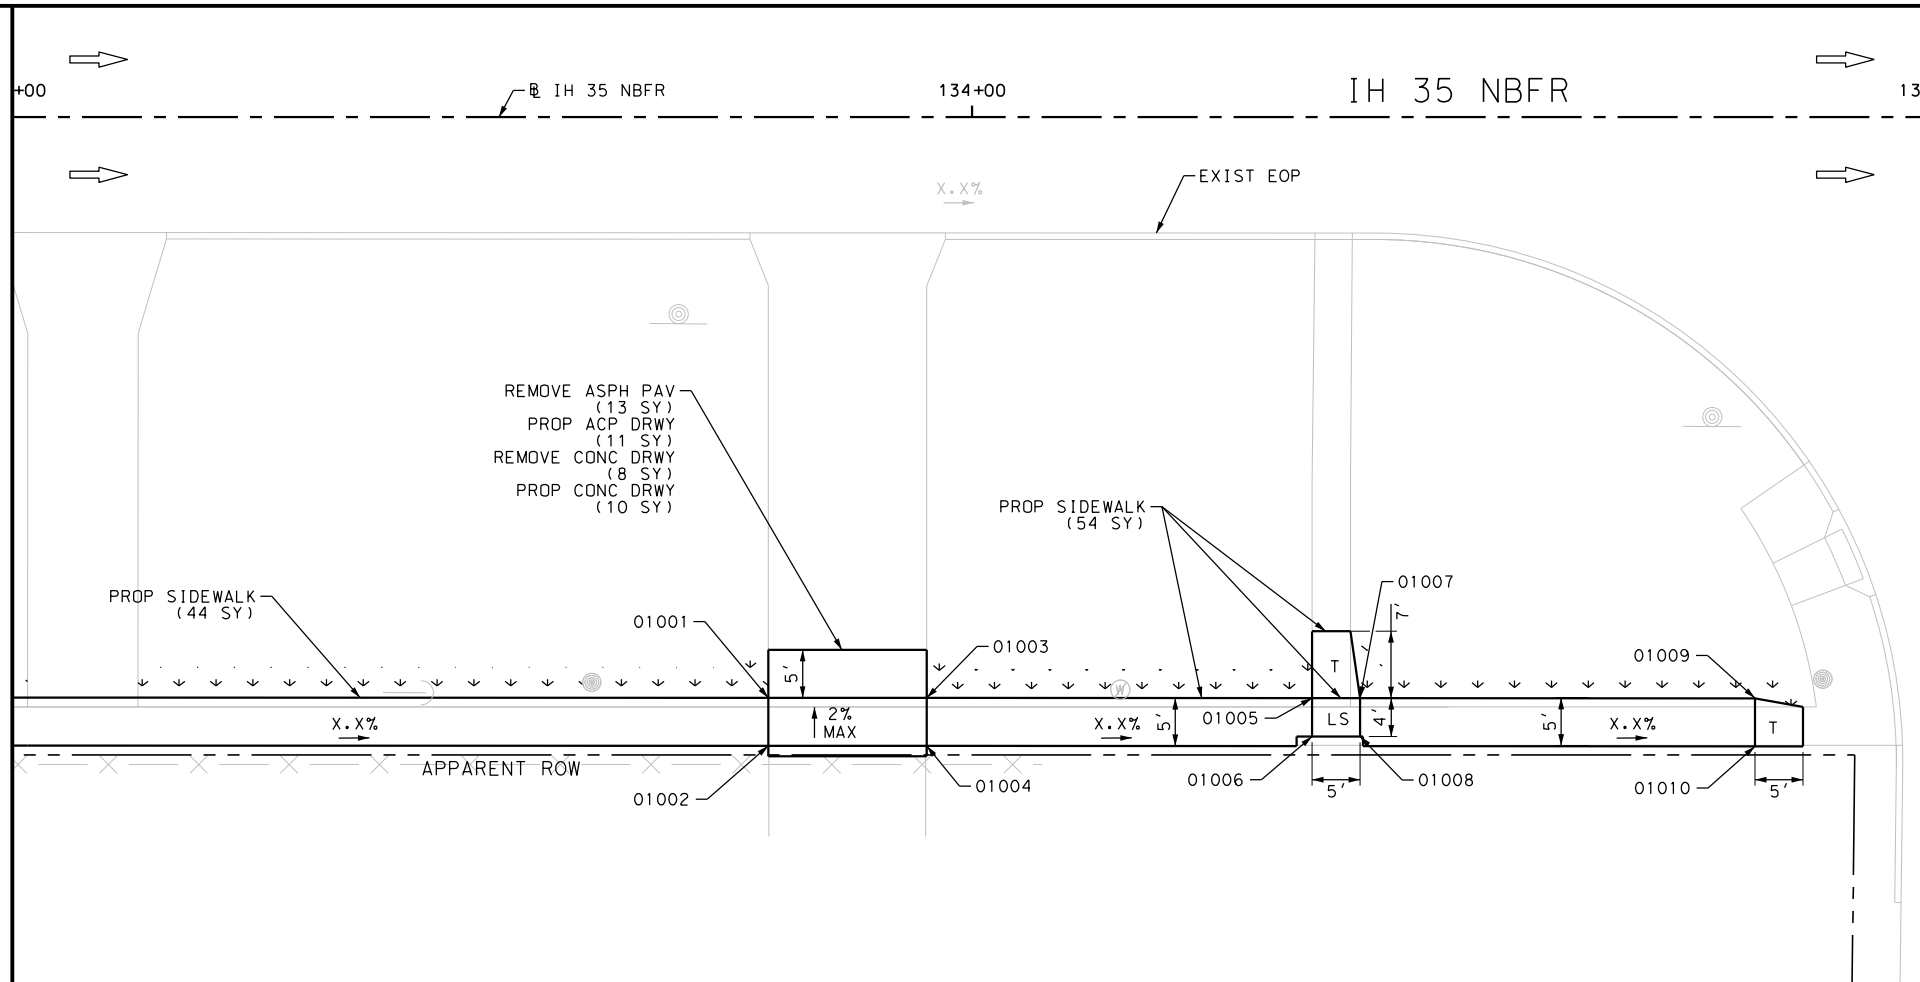 +00
℄ IH 35 NBFR
134+00
IH 35 NBFR
13
X.X%
EXIST EOP
REMOVE ASPH PAV
(13 SY)
PROP ACP DRWY
(11 SY)
REMOVE CONC DRWY
(8 SY)
PROP CONC DRWY
(10 SY)
PROP SIDEWALK
(54 SY)
01007
7'
PROP SIDEWALK
(44 SY)
01001
01003
01009
5'
T
W
X.X%
2%
MAX
X.X%
5'
01005
LS
4'
5'
X.X%
T
APPARENT ROW
01002
01004
01006
5'
01008
01010
5'